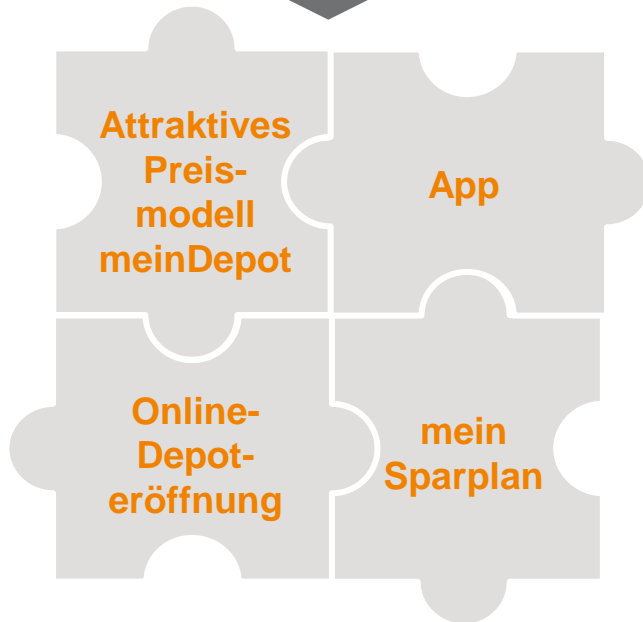 Attraktives
Preis-
modell
meinDepot
App
Online-
Depot-
eröffnung
mein
Sparplan